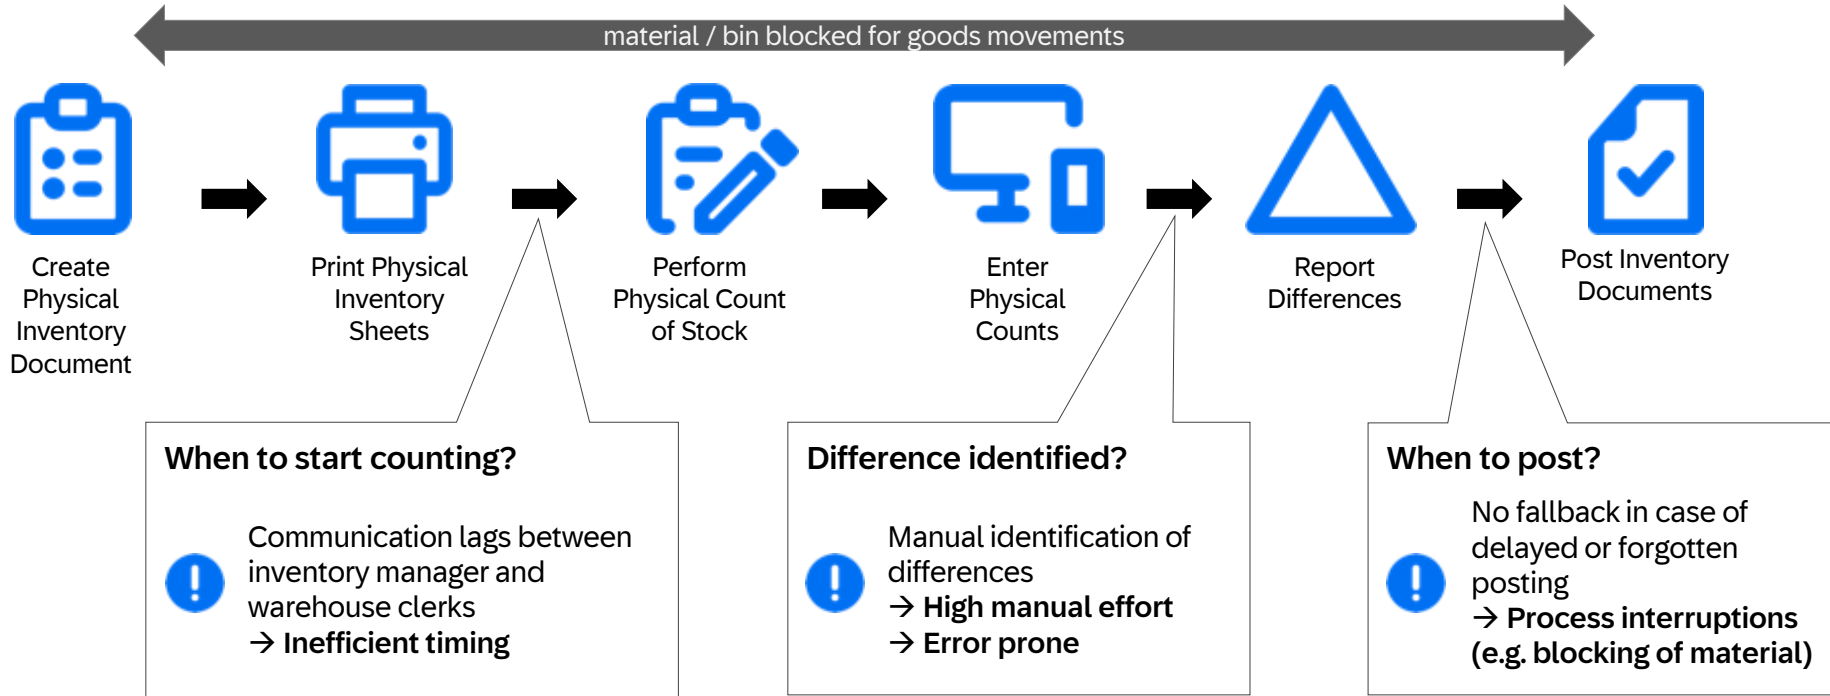 material / bin blocked for goods movements
Create
Physical
Inventory
Document
Print Physical
Inventory
Sheets
Perform
Physical Count
of Stock
Enter
Physical
Counts
Report
Differences
Post Inventory
Documents
When to start counting?
Communication lags between
inventory manager and
warehouse clerks
→ Inefficient timing
Difference identified?
Manual identification of
differences
→ High manual effort
→ Error prone
When to post?
No fallback in case of
delayed or forgotten
posting
→ Process interruptions
(e.g. blocking of material)